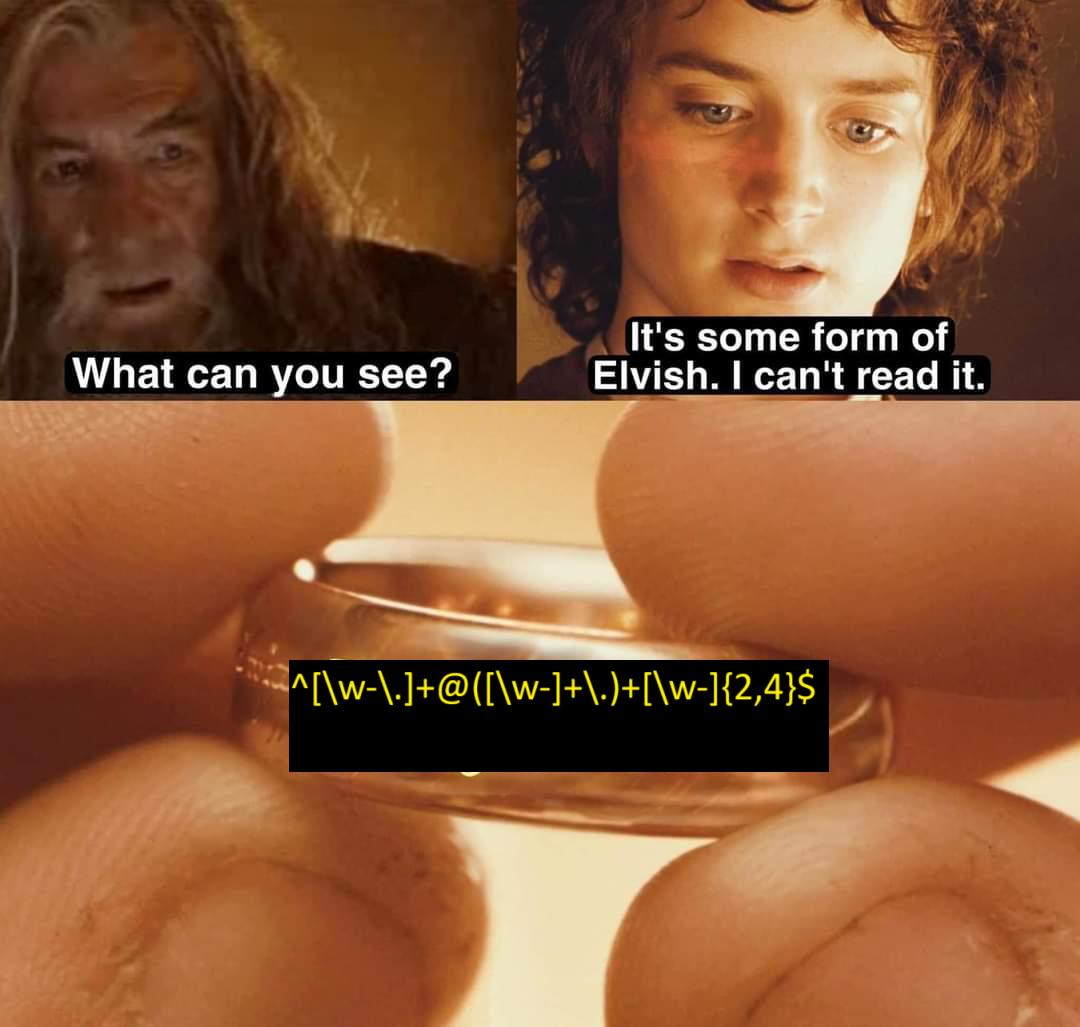 What can you see?
It's some form of
Elvish. I can't read it.
^[\w-\.]+@([\w-]+\.)+[\w-]{2,4}$